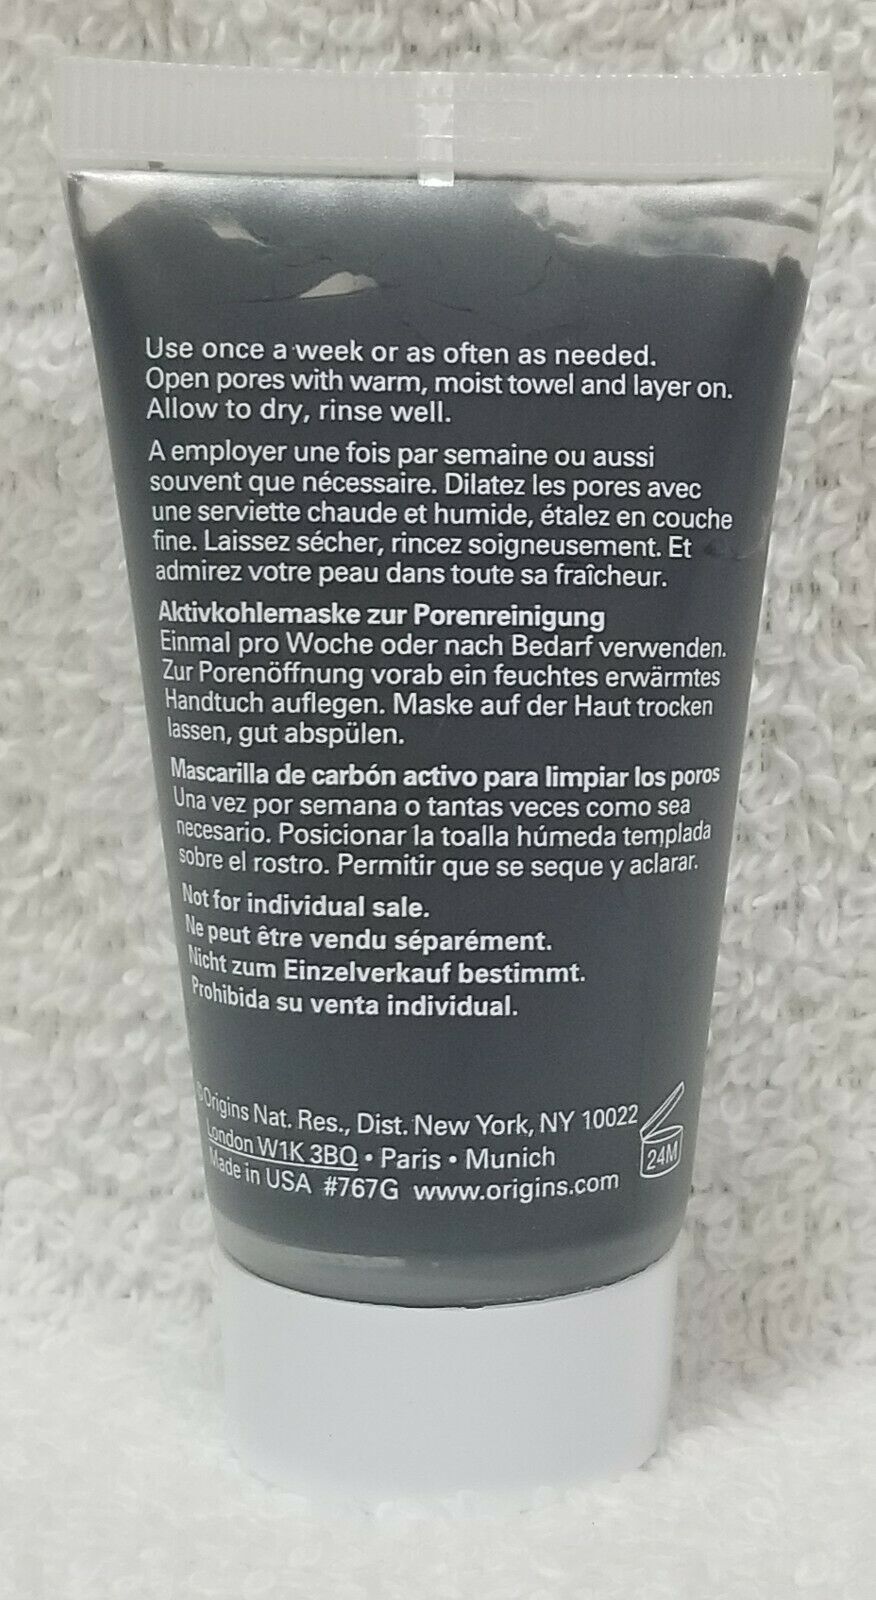 Use once a week or as often as needed.
Open pores with warm, moist towel and layer on.
Allow to dry, rinse well.
A employer une fois par semaine ou aussi
souvent que nécessaire. Dilatez les pores avec
une serviette chaude et humide, étalez en couche
fine. Laissez sécher, rincez soigneusement. Et
admirez votre peau dans toute sa fraîcheur.
Aktivkohlemaske zur Porenreinigung
Einmal pro Woche oder nach Bedarf verwenden.
Zur Porenöffnung vorab ein feuchtes erwärmtes
Handtuch auflegen. Maske auf der Haut trocken
lassen, gut abspülen.
Mascarilla de carbón activo para limpiar los poros
Una vez por semana o tantas veces como sea
necesario. Posicionar la toalla húmeda templada
sobre el rostro. Permitir que se seque y aclarar.
Not for individual sale.
Ne peut être vendu séparément.
Nicht zum Einzelverkauf bestimmt.
Prohibida su venta individual.
©Origins Nat. Res., Dist. New York, NY 10022
London W1K 3BQ • Paris • Munich
Made in USA #767G www.origins.com
24M